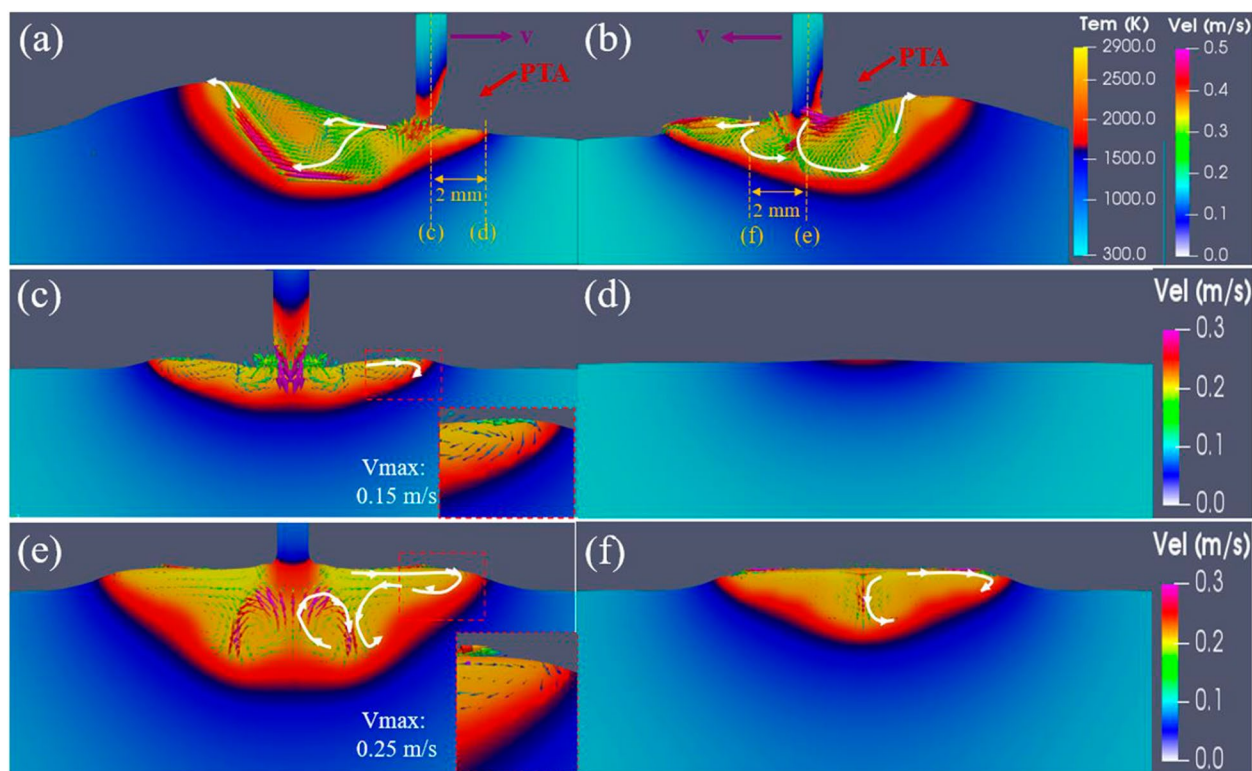 (a)
v
PTA
2 mm
(c)
(d)
(b)
v
PTA
2 mm
(f)
(e)
Tem (K)
2900.0
2500.0
2000.0
1500.0
1000.0
300.0
Vel (m/s)
0.5
0.4
0.3
0.2
0.1
0.0
(c)
Vmax:
0.15 m/s
(d)
Vel (m/s)
0.3
0.2
0.1
0.0
(e)
Vmax:
0.25 m/s
(f)
Vel (m/s)
0.3
0.2
0.1
0.0